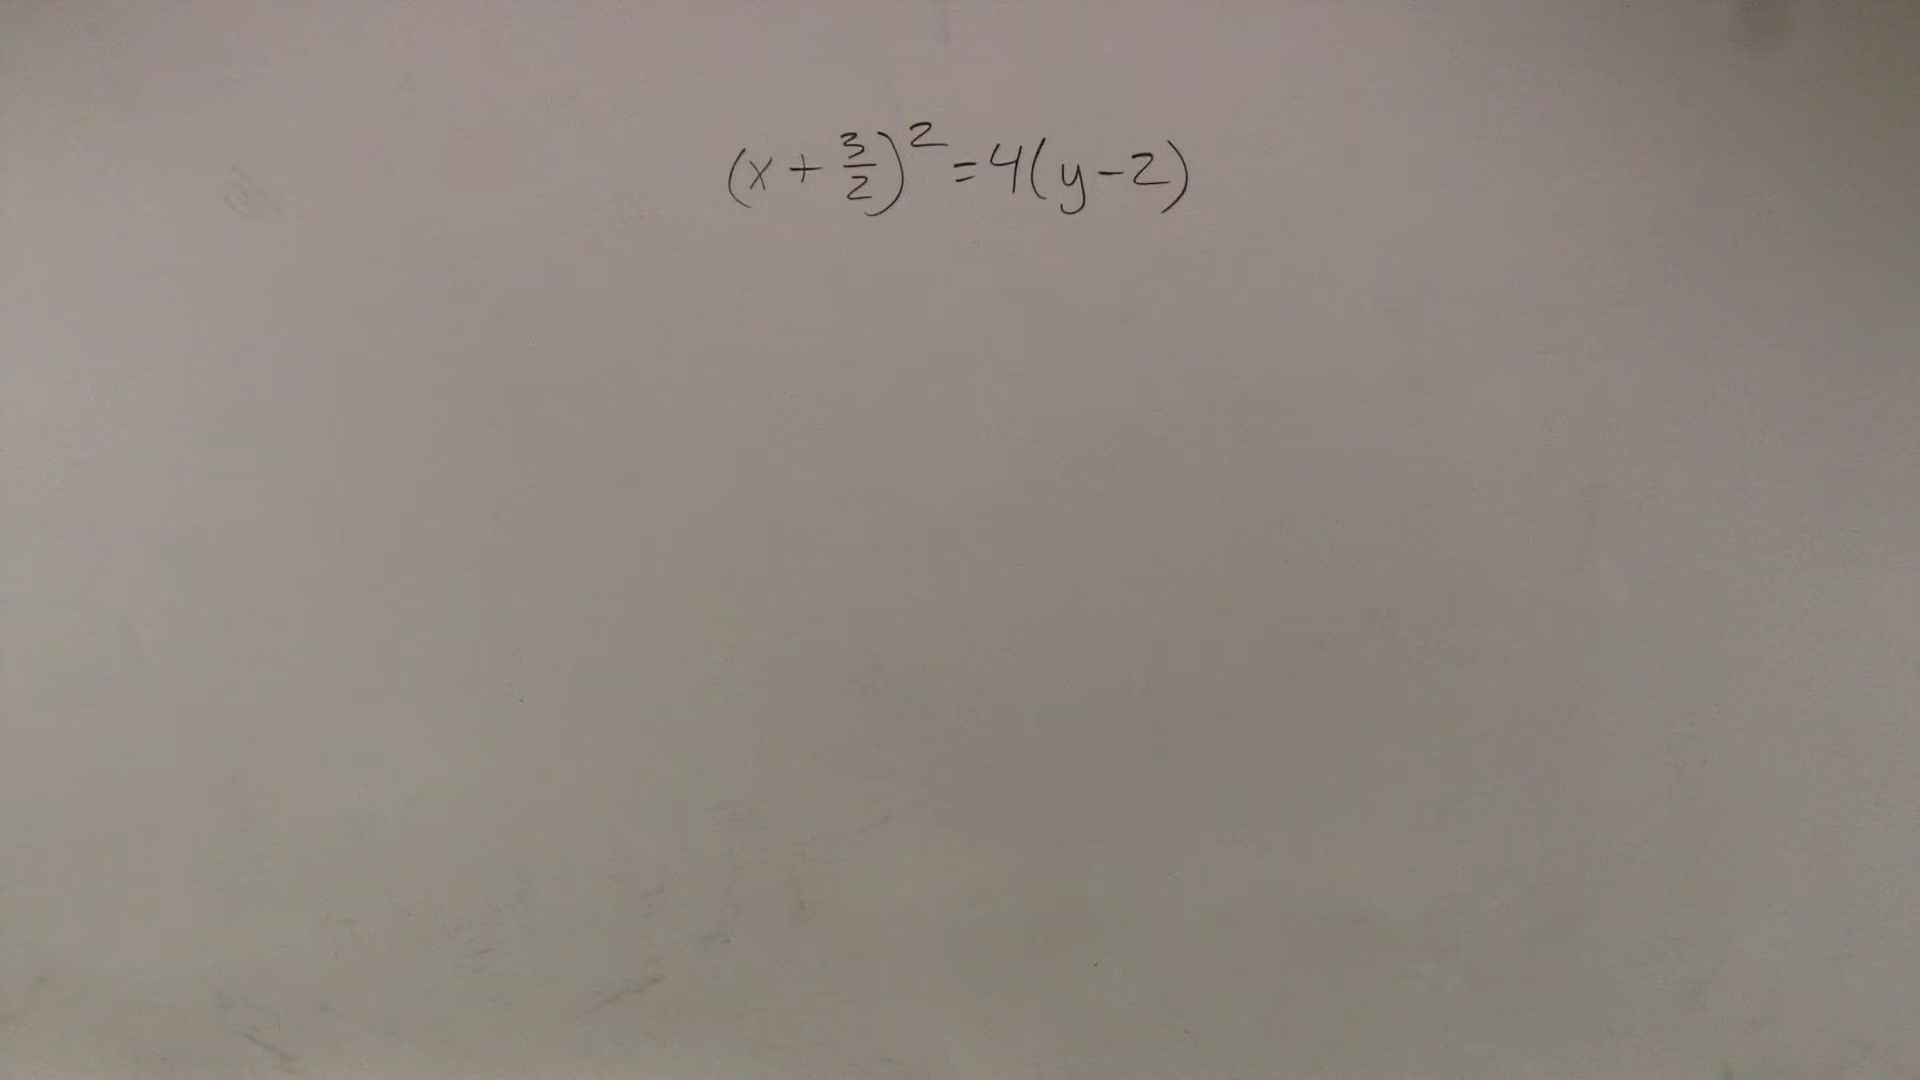 (x + 3/2)² = 4(y - 2)